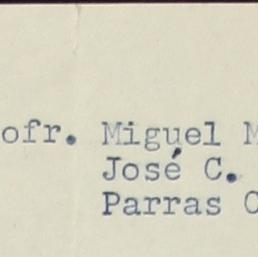 ofr. Miguel M
José C.
Parras C